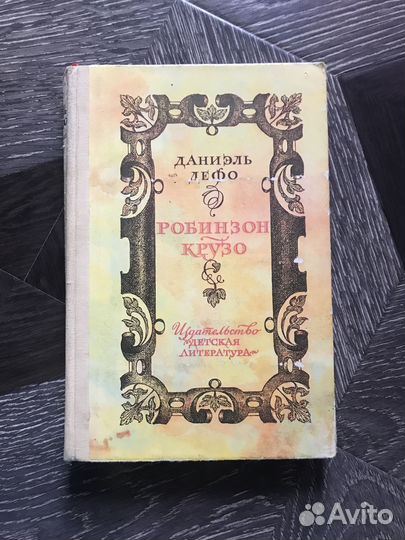 ДАНИЭЛЬ
ДЕФО
РОБИНЗОН
КРУЗО
Издательство
„ДЕТСКАЯ
ЛИТЕРАТУРА“
Avito